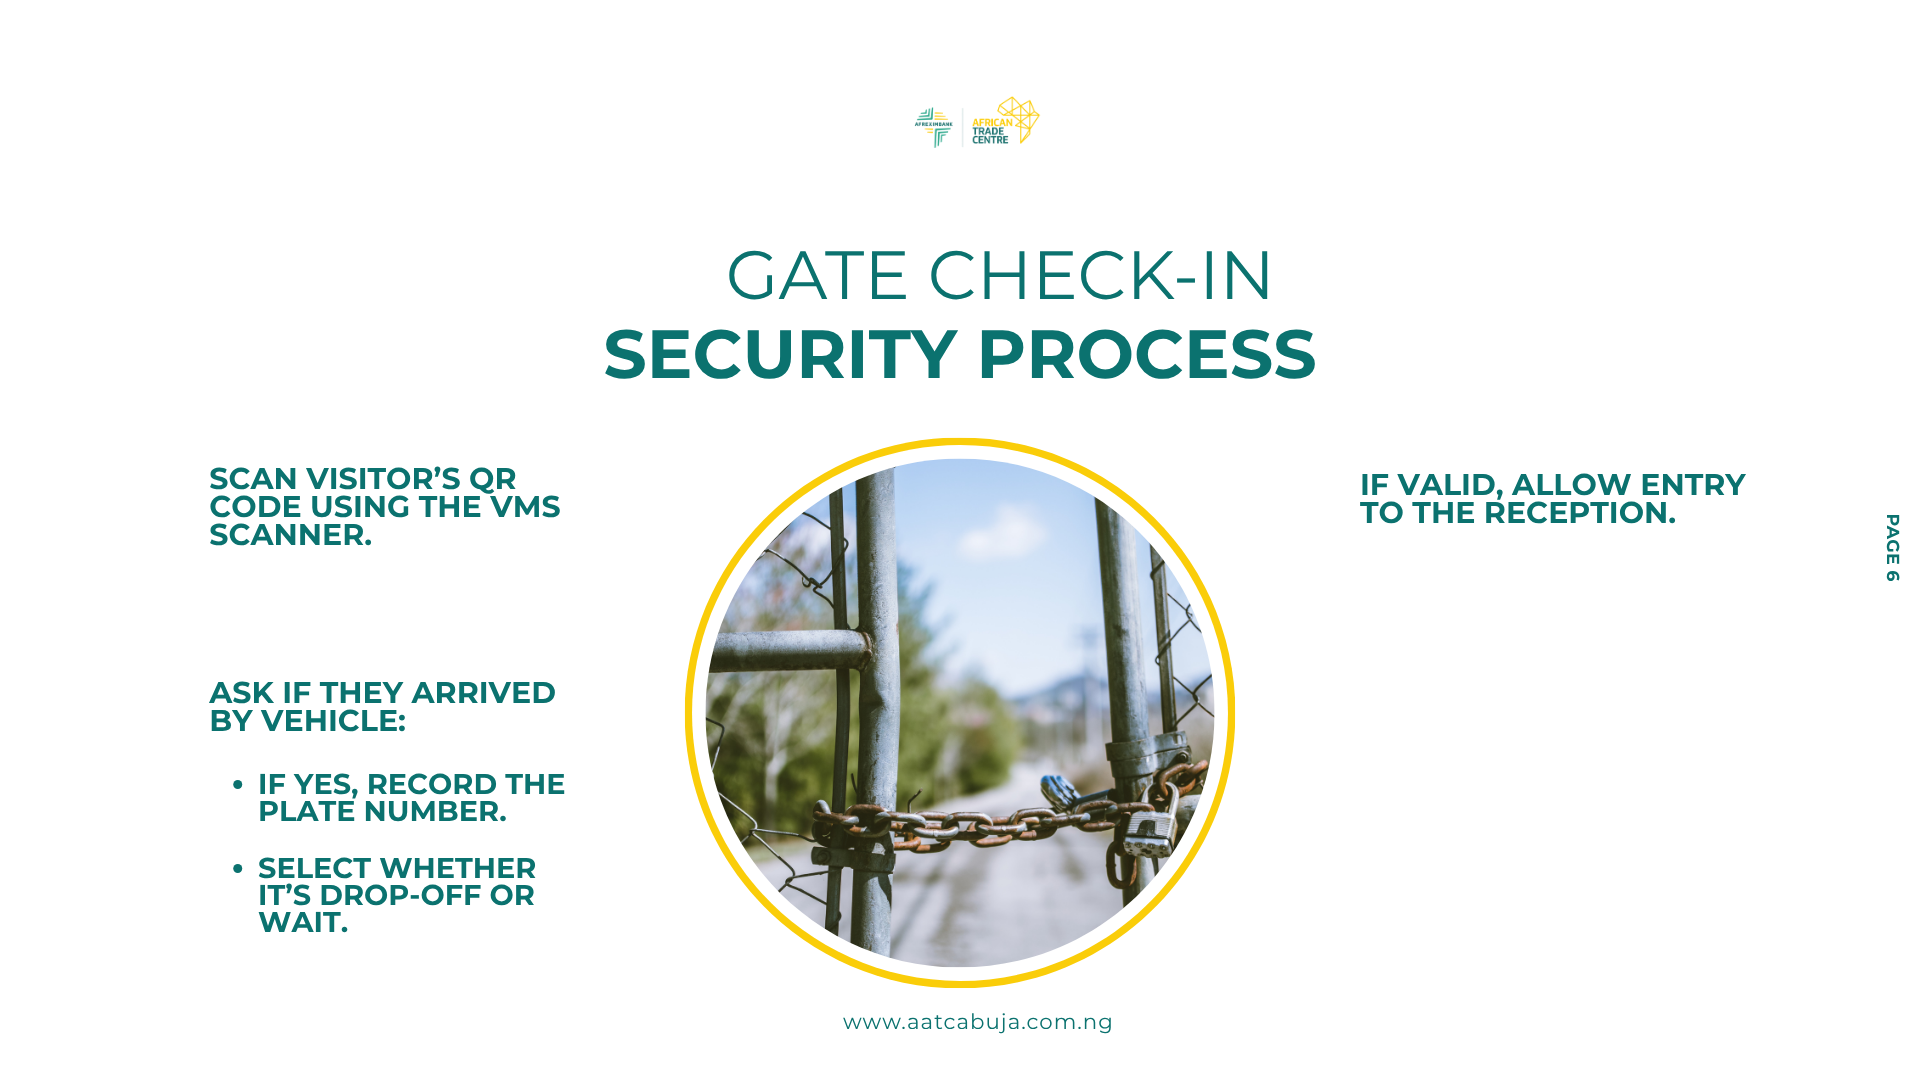 AFREXIMBANK
AFRICAN
TRADE
CENTRE
GATE CHECK-IN
SECURITY PROCESS
SCAN VISITOR’S QR
CODE USING THE VMS
SCANNER.
ASK IF THEY ARRIVED
BY VEHICLE:
• IF YES, RECORD THE
PLATE NUMBER.
• SELECT WHETHER
IT’S DROP-OFF OR
WAIT.
IF VALID, ALLOW ENTRY
TO THE RECEPTION.
PAGE 6
www.aatcabuja.com.ng